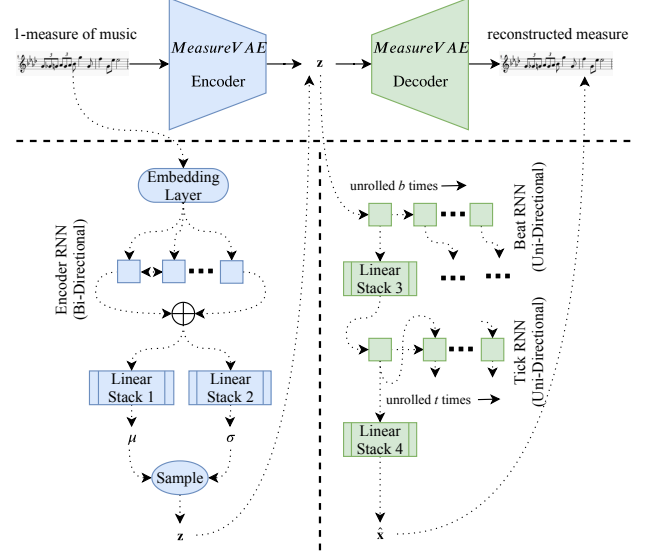 1-measure of music
MeasureVAE
Encoder
z
MeasureVAE
Decoder
reconstructed measure
Embedding
Layer
Encoder RNN
(Bi-Directional)
Linear
Stack 1
Linear
Stack 2
μ
σ
Sample
z
unrolled b times
Beat RNN
(Uni-Directional)
Linear
Stack 3
Tick RNN
(Uni-Directional)
unrolled t times
Linear
Stack 4
x̂